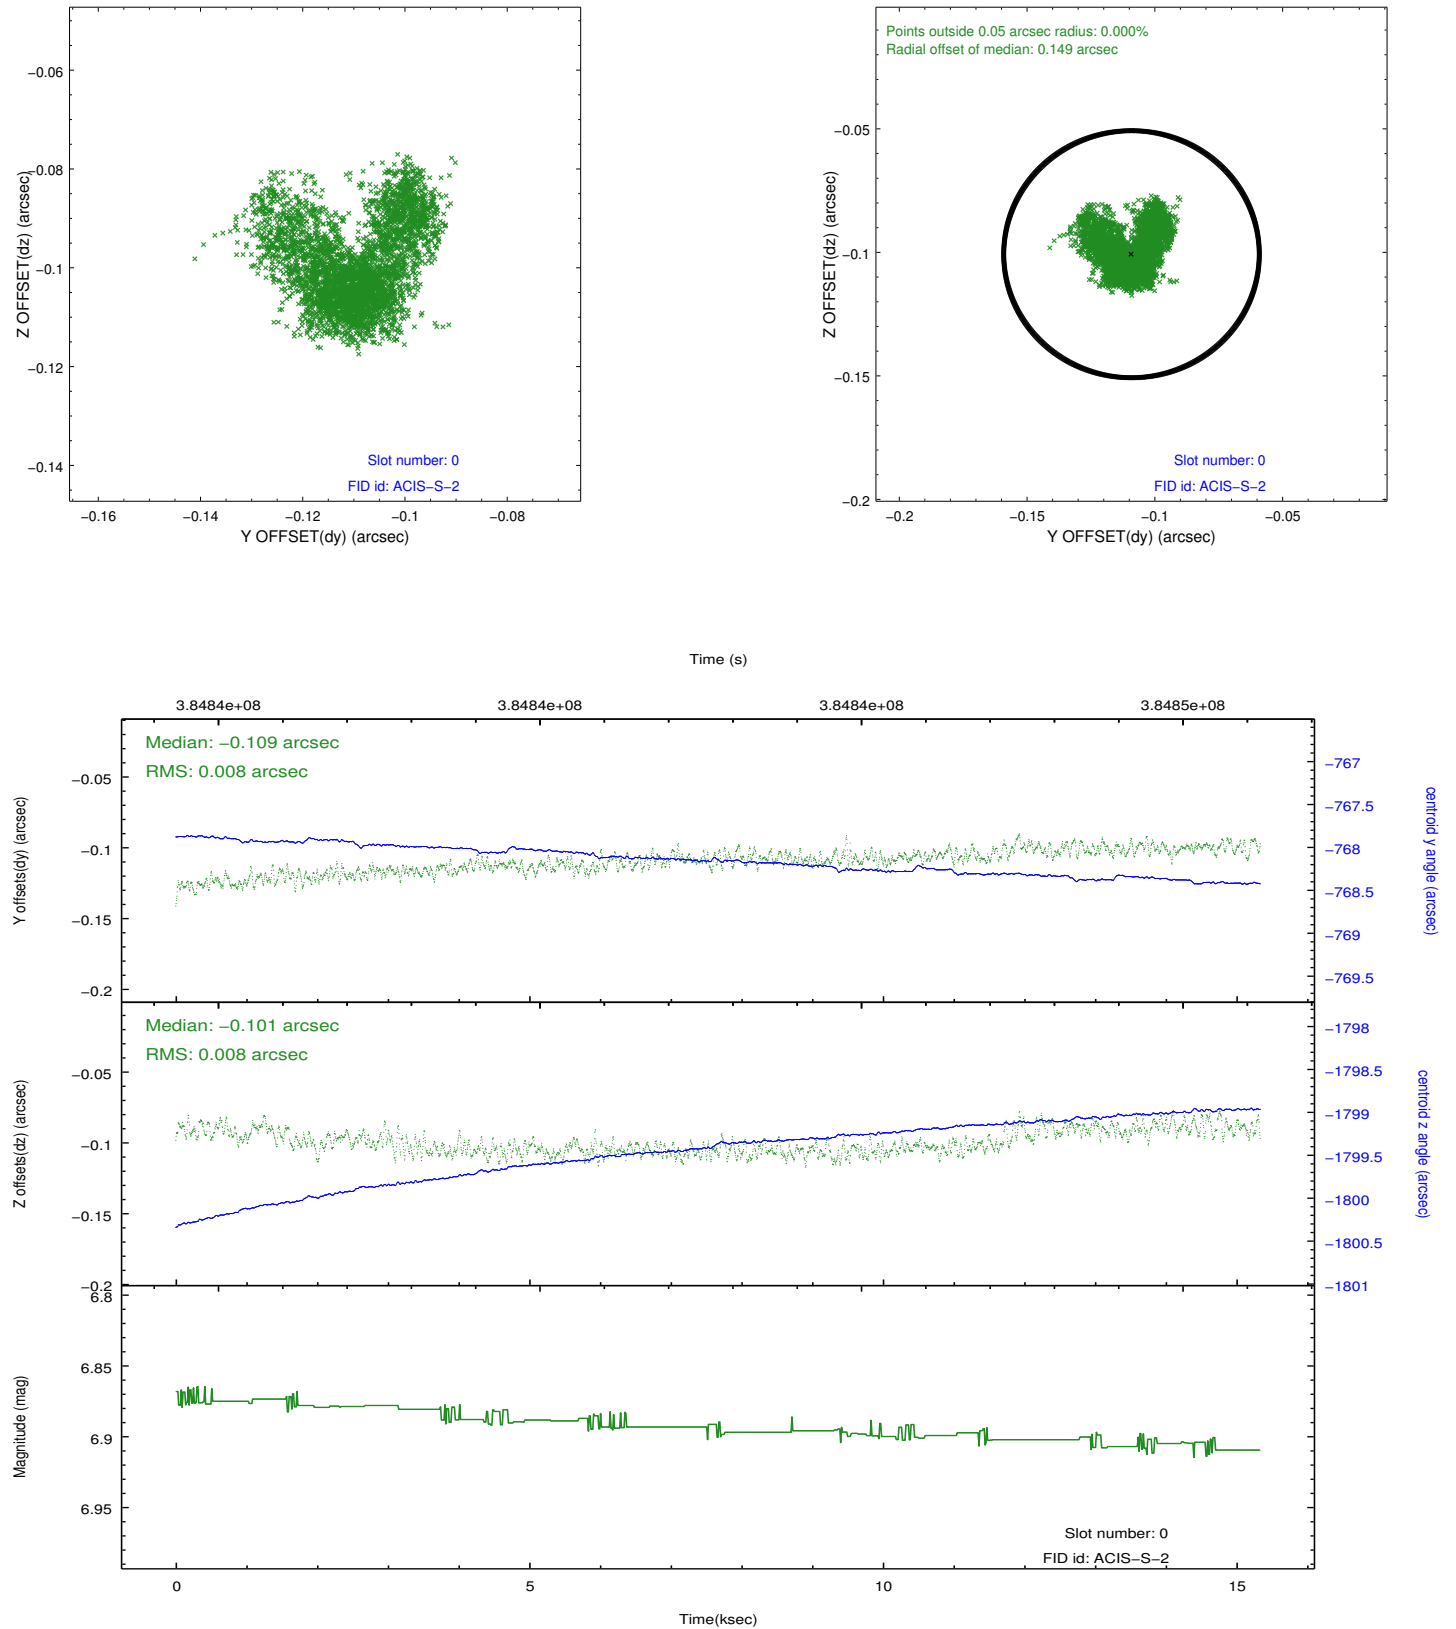 −0.06
−0.08
−0.1
−0.12
−0.14
Z OFFSET(dz) (arcsec)
Slot number: 0
FID id: ACIS−S−2
−0.16 −0.14 −0.12 −0.1 −0.08
Y OFFSET(dy) (arcsec)
Points outside 0.05 arcsec radius: 0.000%
Radial offset of median: 0.149 arcsec
−0.05
−0.1
−0.15
−0.2
Z OFFSET(dz) (arcsec)
Slot number: 0
FID id: ACIS−S−2
−0.2 −0.15 −0.1 −0.05
Y OFFSET(dy) (arcsec)
Time (s)
3.8484e+08 3.8484e+08 3.8484e+08 3.8485e+08
Median: −0.109 arcsec
RMS: 0.008 arcsec
−0.05
−0.1
−0.15
−0.2
Y offsets(dy) (arcsec)
−767
−767.5
−768
−768.5
−769
−769.5
centroid y angle (arcsec)
Median: −0.101 arcsec
RMS: 0.008 arcsec
−0.05
−0.1
−0.15
−0.2
Z offsets(dz) (arcsec)
−1798
−1798.5
−1799
−1799.5
−1800
−1800.5
−1801
centroid z angle (arcsec)
6.8
6.85
6.9
6.95
Magnitude (mag)
Slot number: 0
FID id: ACIS−S−2
0 5 10 15
Time(ksec)